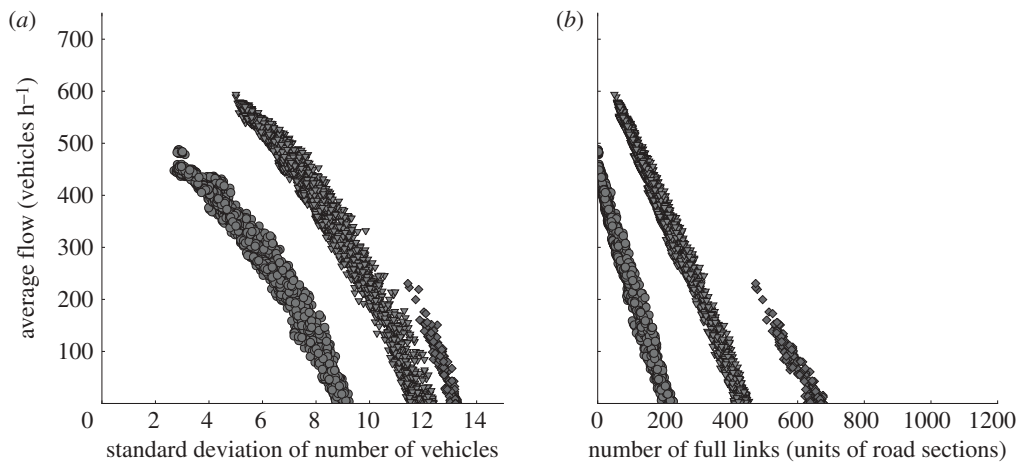 (a)
(b)
700
600
500
400
300
200
100
0
average flow (vehicles h⁻¹)
2 4 6 8 10 12 14
0 200 400 600 800 1000 1200
standard deviation of number of vehicles
number of full links (units of road sections)